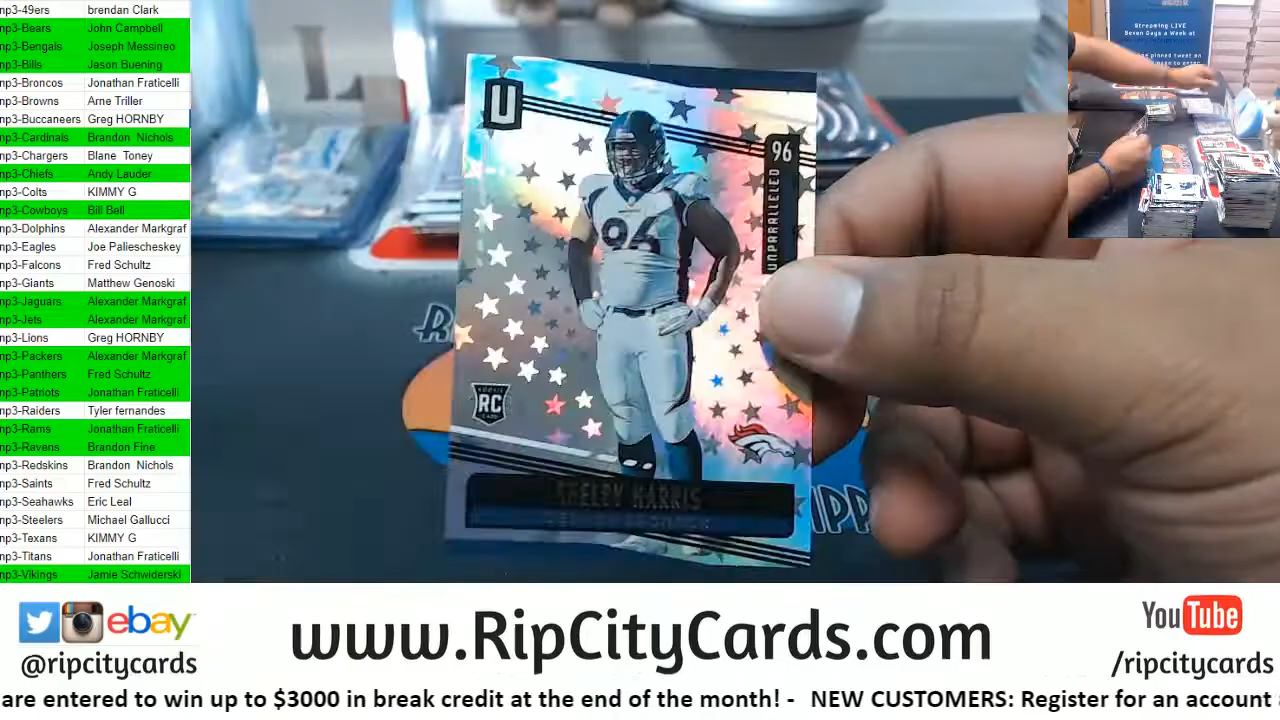 np3-49ers brendan Clark
np3-Bears John Campbell
np3-Bengals Joseph Messineo
np3-Bills Jason Buening
np3-Broncos Jonathan Fraticelli
np3-Browns Arne Triller
np3-Buccaneers Greg HORNBY
np3-Cardinals Brandon Nichols
np3-Chargers Blane Toney
np3-Chiefs Andy Lauder
np3-Colts KIMMY G
np3-Cowboys Bill Bell
np3-Dolphins Alexander Markgraf
np3-Eagles Joe Paliescheskey
np3-Falcons Fred Schultz
np3-Giants Matthew Genoski
np3-Jaguars Alexander Markgraf
np3-Jets Alexander Markgraf
np3-Lions Greg HORNBY
np3-Packers Alexander Markgraf
np3-Panthers Fred Schultz
np3-Patriots Jonathan Fraticelli
np3-Raiders Tyler fernandes
np3-Rams Jonathan Fraticelli
np3-Ravens Brandon Fine
np3-Redskins Brandon Nichols
np3-Saints Fred Schultz
np3-Seahawks Eric Leal
np3-Steelers Michael Gallucci
np3-Texans KIMMY G
np3-Titans Jonathan Fraticelli
np3-Vikings Jamie Schwiderski
U
96
UNPARALLELED
96
RC
SHELBY HARRIS
Streaming LIVE
Seven Days a Week at
ebay
@ripcitycards
www.RipCityCards.com
YouTube
/ripcitycards
are entered to win up to $3000 in break credit at the end of the month! - NEW CUSTOMERS: Register for an account